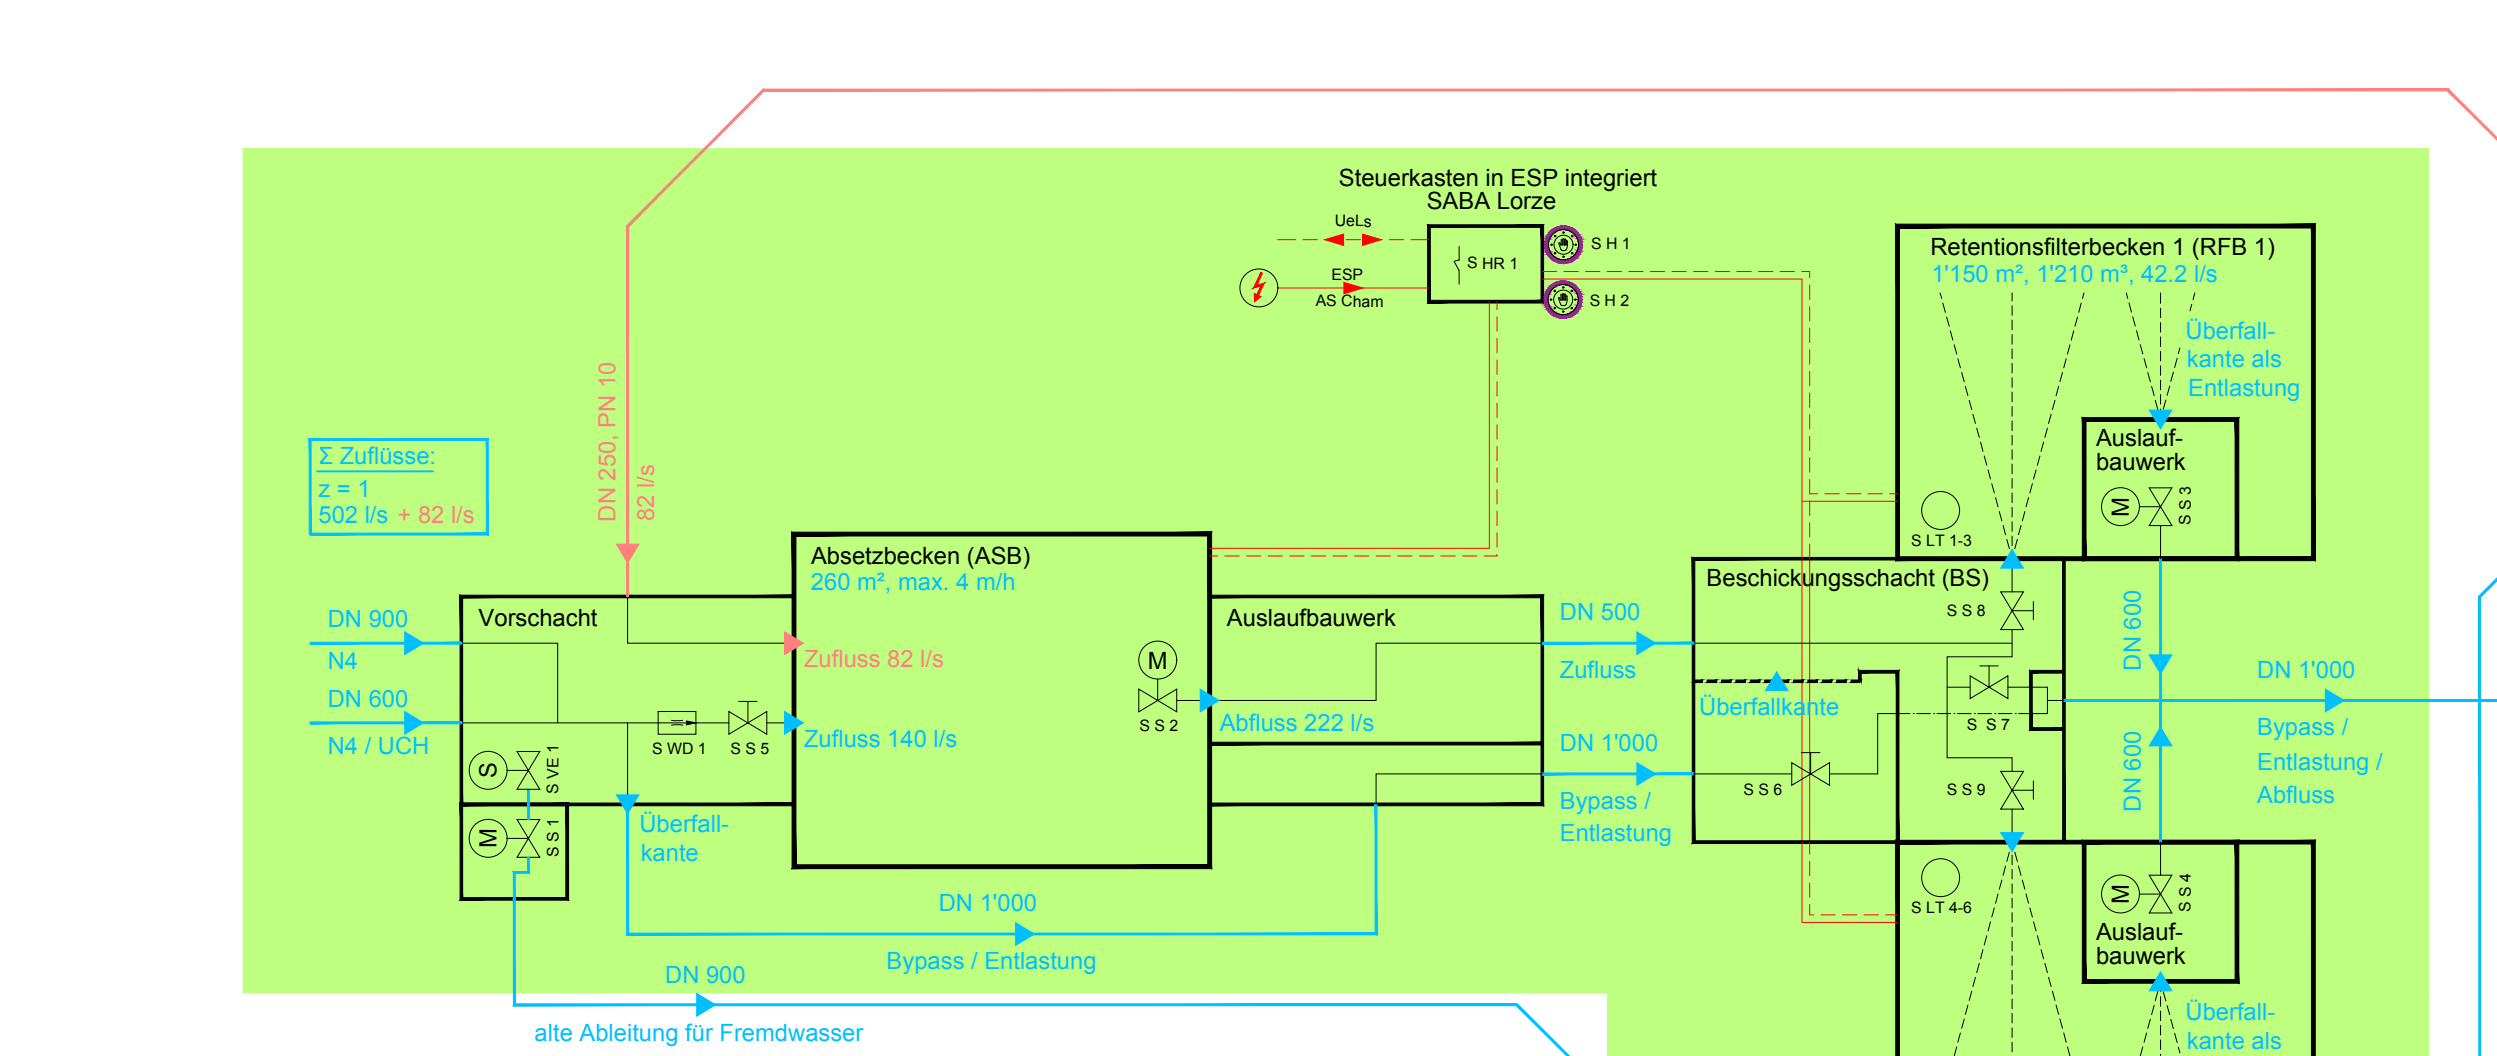 Steuerkasten in ESP integriert
SABA Lorze
UeLs
S H 1
S HR 1
ESP
AS Cham
S H 2
Retentionsfilterbecken 1 (RFB 1)
1'150 m², 1'210 m³, 42.2 l/s
Überfall-
kante als
Entlastung
Auslauf-
bauwerk
M
S S 3
S LT 1-3
DN 250, PN 10
82 l/s
Σ Zuflüsse:
z = 1
502 l/s + 82 l/s
Absetzbecken (ASB)
260 m², max. 4 m/h
Vorschacht
DN 900
N4
DN 600
N4 / UCH
Zufluss 82 l/s
Zufluss 140 l/s
S WD 1
S S 5
S
S VE 1
M
S S 1
Überfall-
kante
M
S S 2
Auslaufbauwerk
Abfluss 222 l/s
DN 500
Zufluss
DN 1'000
Bypass /
Entlastung
Beschickungsschacht (BS)
S S 8
Überfallkante
S S 7
S S 6
S S 9
DN 600
DN 600
DN 1'000
Bypass /
Entlastung /
Abfluss
S LT 4-6
M
S S 4
Auslauf-
bauwerk
Überfall-
kante als
DN 1'000
Bypass / Entlastung
DN 900
alte Ableitung für Fremdwasser